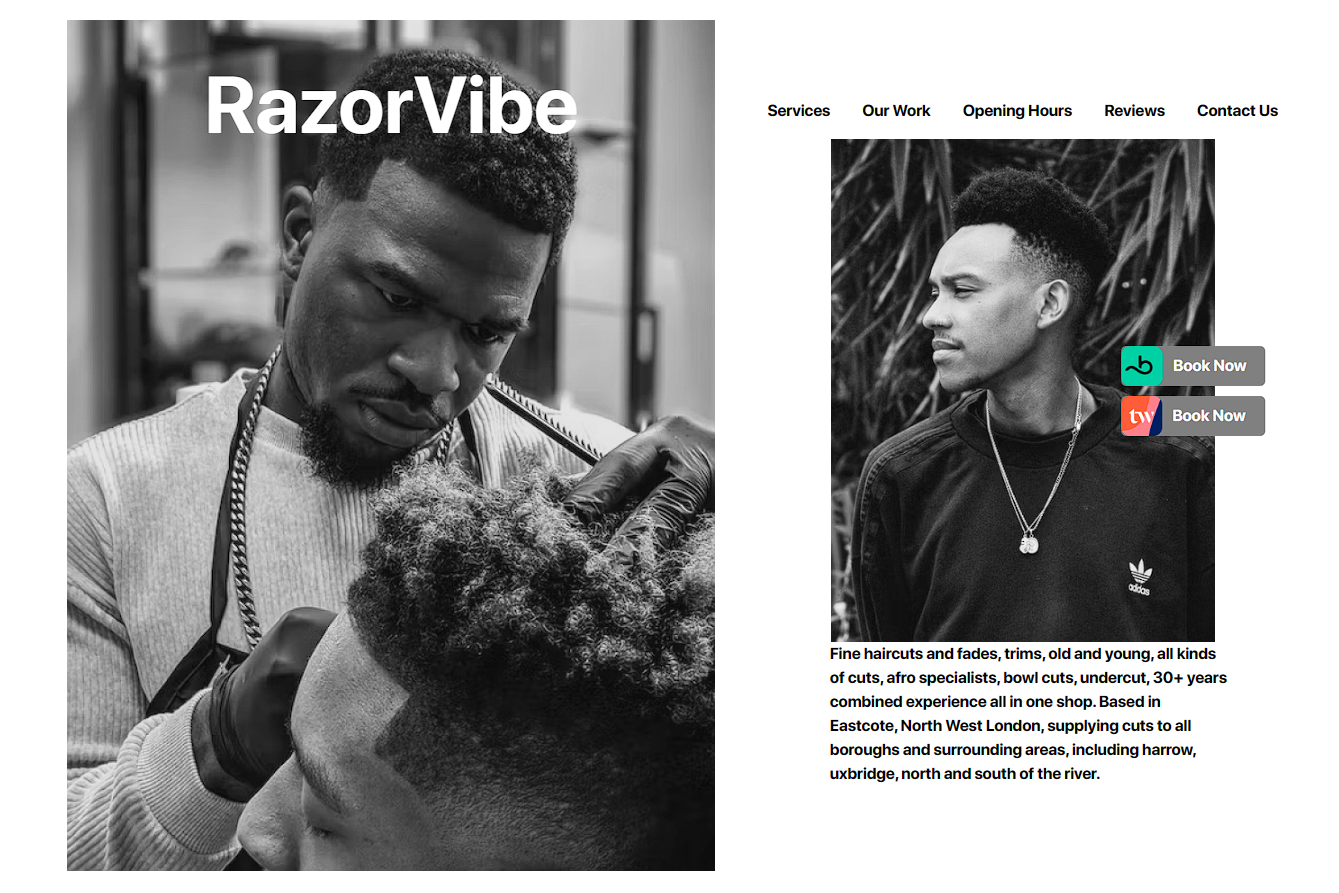 RazorVibe
Services Our Work Opening Hours Reviews Contact Us
Book Now
tw Book Now
adidas
Fine haircuts and fades, trims, old and young, all kinds
of cuts, afro specialists, bowl cuts, undercut, 30+ years
combined experience all in one shop. Based in
Eastcote, North West London, supplying cuts to all
boroughs and surrounding areas, including harrow,
uxbridge, north and south of the river.